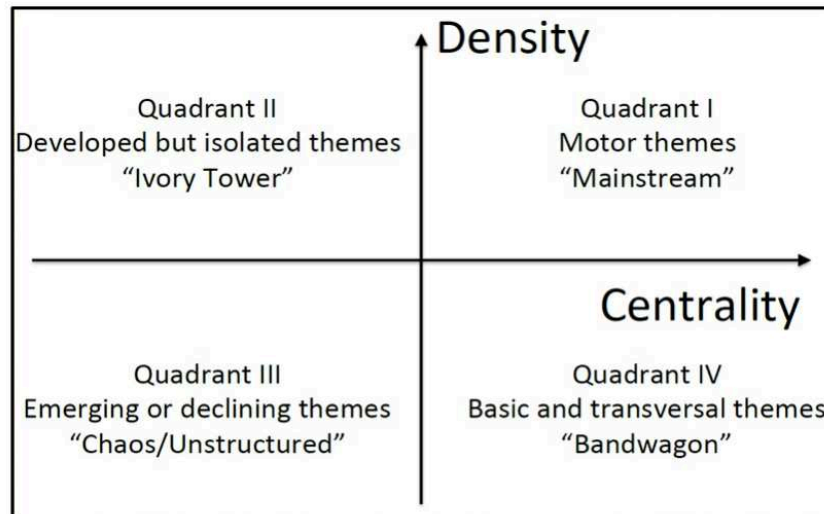 Density
Quadrant II
Developed but isolated themes
“Ivory Tower”
Quadrant I
Motor themes
“Mainstream”
Centrality
Quadrant III
Emerging or declining themes
“Chaos/Unstructured”
Quadrant IV
Basic and transversal themes
“Bandwagon”